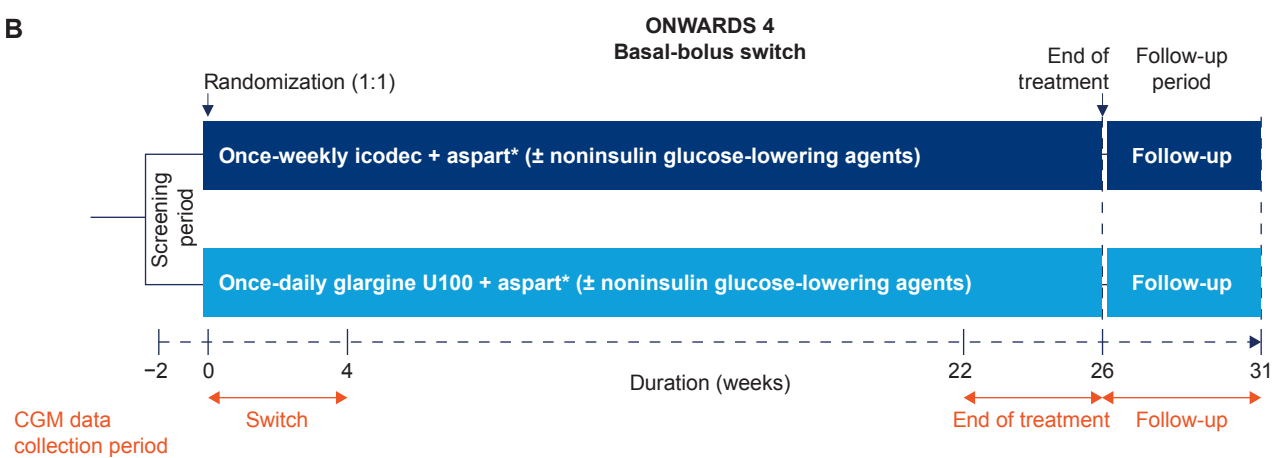 B
ONWARDS 4
Basal-bolus switch
Randomization (1:1)
End of
treatment
Follow-up
period
Screening
period
Once-weekly icodec + aspart* (± noninsulin glucose-lowering agents)
Follow-up
Once-daily glargine U100 + aspart* (± noninsulin glucose-lowering agents)
Follow-up
−2 0 4 22 26 31
Duration (weeks)
CGM data
collection period
Switch
End of treatment
Follow-up